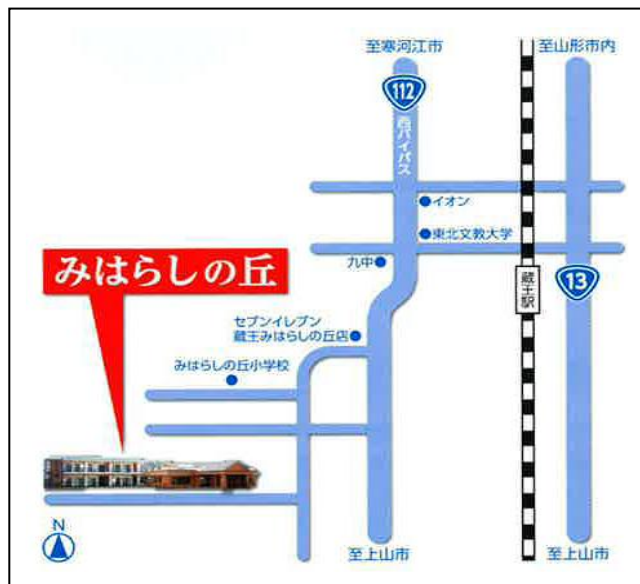 至寒河江市
至山形市内
112
西バイパス
イオン
東北文教大学
九中
みはらしの丘
13
蔵王駅
セブンイレブン
蔵王みはらしの丘店
みはらしの丘小学校
N
至上山市
至上山市